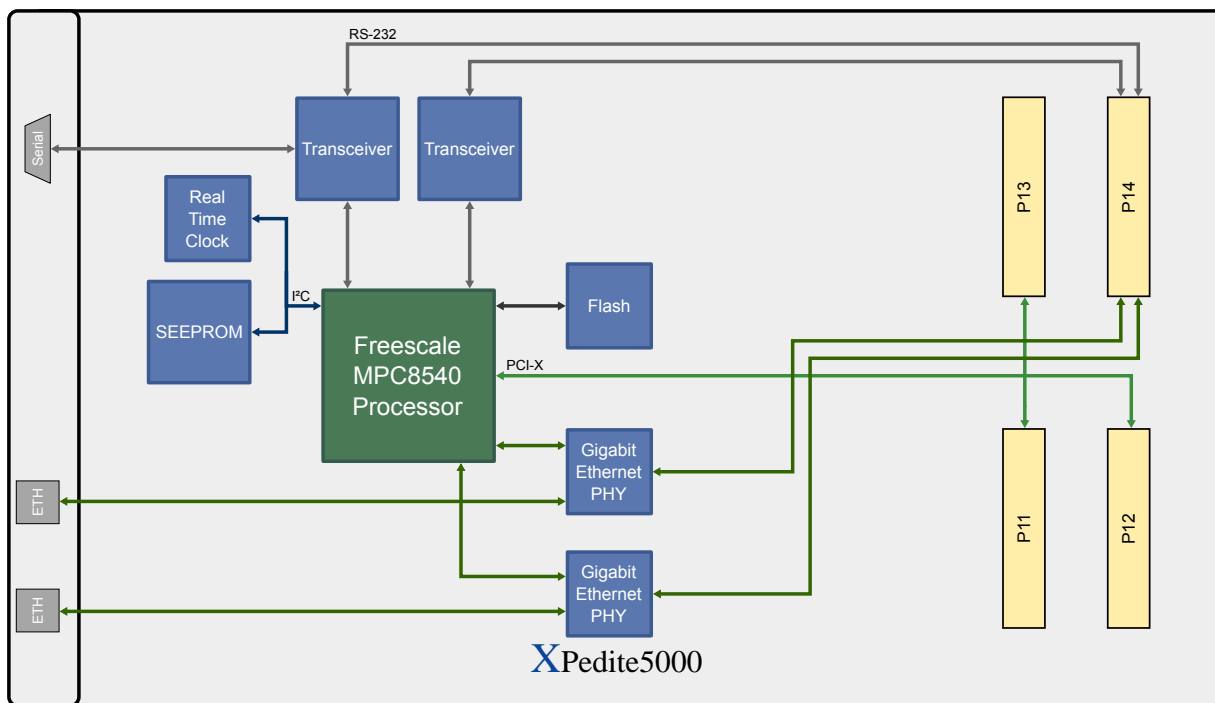 RS-232
Serial
Transceiver
Transceiver
Real
Time
Clock
P13
P14
I²C
SEEPROM
Flash
Freescale
MPC8540
Processor
PCI-X
Gigabit
Ethernet
PHY
ETH
P11
P12
Gigabit
Ethernet
PHY
ETH
XPedite5000